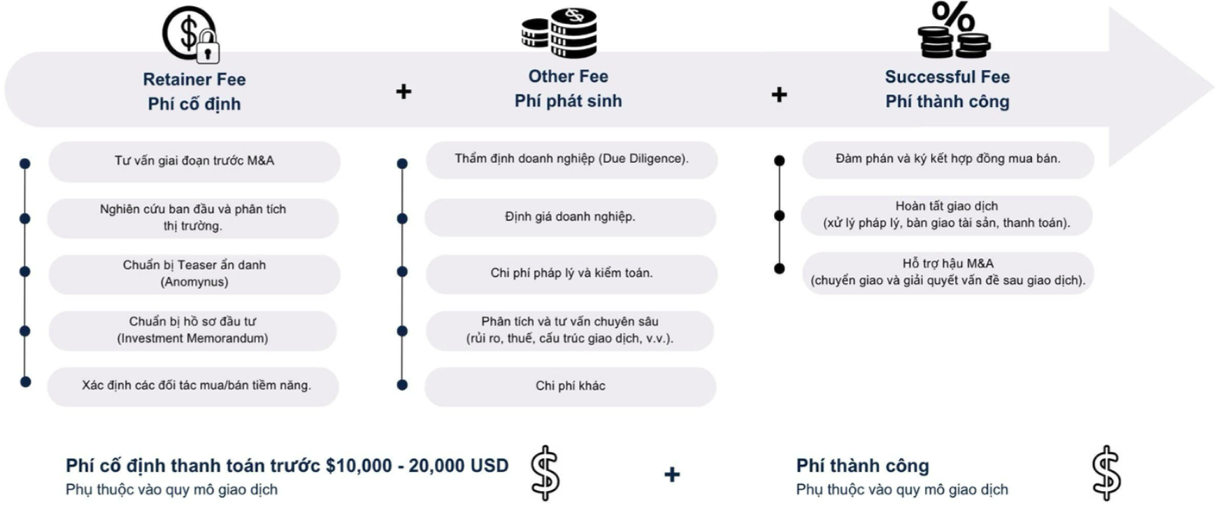 Retainer Fee
Phí cố định
+
Other Fee
Phí phát sinh
+
%
Successful Fee
Phí thành công
Tư vấn giai đoạn trước M&A
Nghiên cứu ban đầu và phân tích
thị trường.
Chuẩn bị Teaser ẩn danh
(Anomynus)
Chuẩn bị hồ sơ đầu tư
(Investment Memorandum)
Xác định các đối tác mua/bán tiềm năng.
Thẩm định doanh nghiệp (Due Diligence).
Định giá doanh nghiệp.
Chi phí pháp lý và kiểm toán.
Phân tích và tư vấn chuyên sâu
(rủi ro, thuế, cấu trúc giao dịch, v.v.).
Chi phí khác
Đàm phán và ký kết hợp đồng mua bán.
Hoàn tất giao dịch
(xử lý pháp lý, bàn giao tài sản, thanh toán).
Hỗ trợ hậu M&A
(chuyển giao và giải quyết vấn đề sau giao dịch).
Phí cố định thanh toán trước $10,000 - 20,000 USD
Phụ thuộc vào quy mô giao dịch
$
+
Phí thành công
Phụ thuộc vào quy mô giao dịch
$